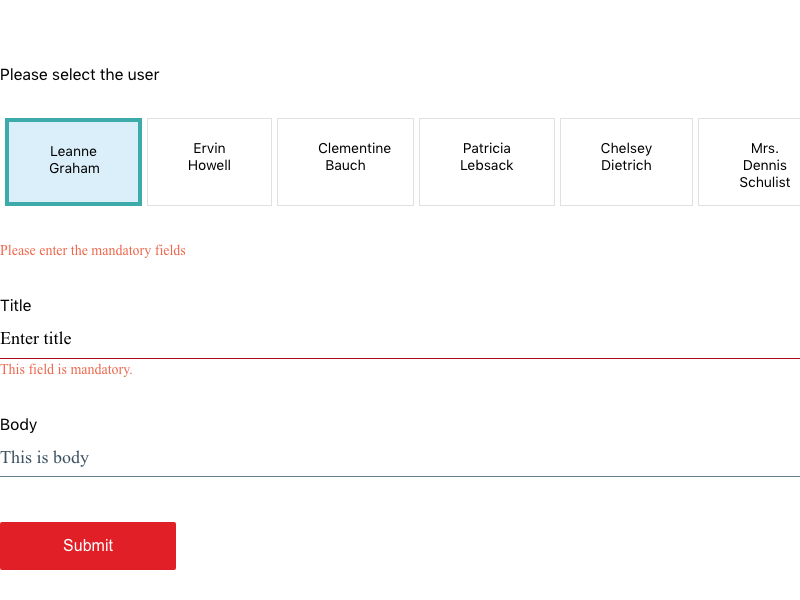 Please select the user
Leanne
Graham
Ervin
Howell
Clementine
Bauch
Patricia
Lebsack
Chelsey
Dietrich
Mrs.
Dennis
Schulist
Please enter the mandatory fields
Title
Enter title
This field is mandatory.
Body
This is body
Submit